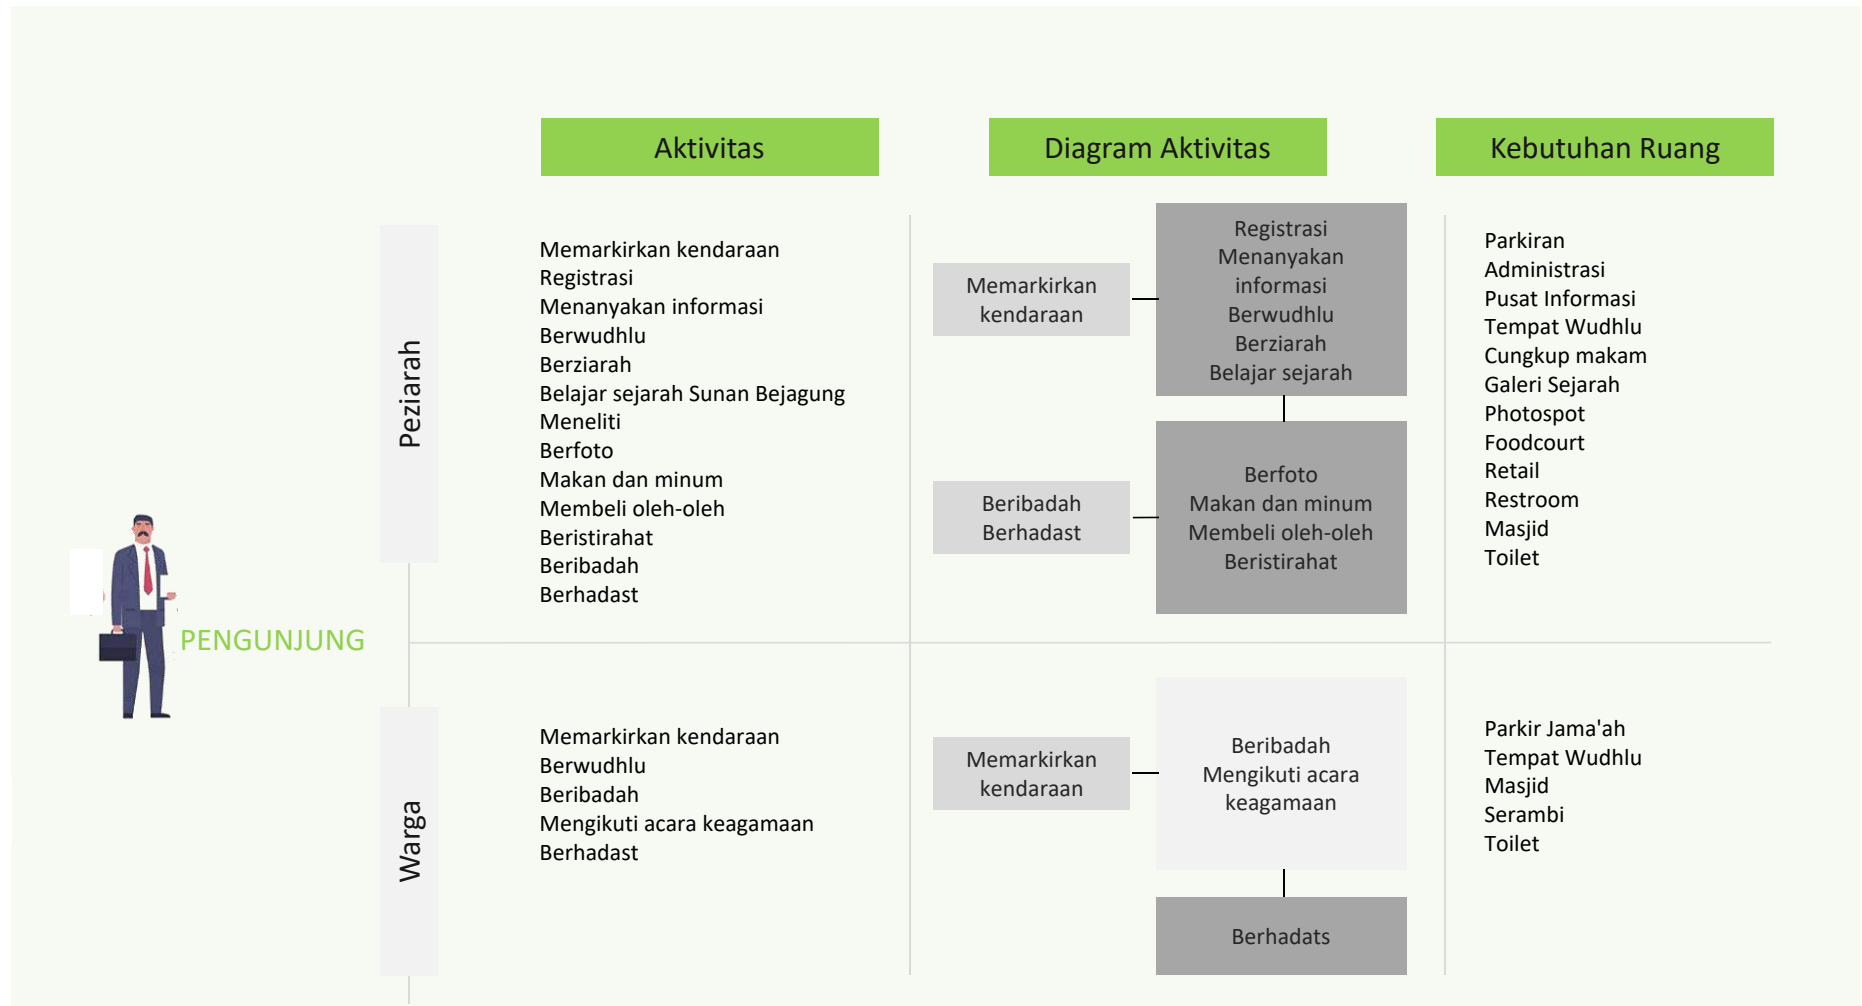 Aktivitas
Diagram Aktivitas
Kebutuhan Ruang
PENGUNJUNG
Peziarah
Memarkirkan kendaraan
Registrasi
Menanyakan informasi
Berwudhlu
Berziarah
Belajar sejarah Sunan Bejagung
Meneliti
Berfoto
Makan dan minum
Membeli oleh-oleh
Beristirahat
Beribadah
Berhadast
Memarkirkan
kendaraan
Registrasi
Menanyakan
informasi
Berwudhlu
Berziarah
Belajar sejarah
Beribadah
Berhadast
Berfoto
Makan dan minum
Membeli oleh-oleh
Beristirahat
Parkiran
Administrasi
Pusat Informasi
Tempat Wudhlu
Cungkup makam
Galeri Sejarah
Photospot
Foodcourt
Retail
Restroom
Masjid
Toilet
Warga
Memarkirkan kendaraan
Berwudhlu
Beribadah
Mengikuti acara keagamaan
Berhadast
Memarkirkan
kendaraan
Beribadah
Mengikuti acara
keagamaan
Berhadats
Parkir Jama'ah
Tempat Wudhlu
Masjid
Serambi
Toilet